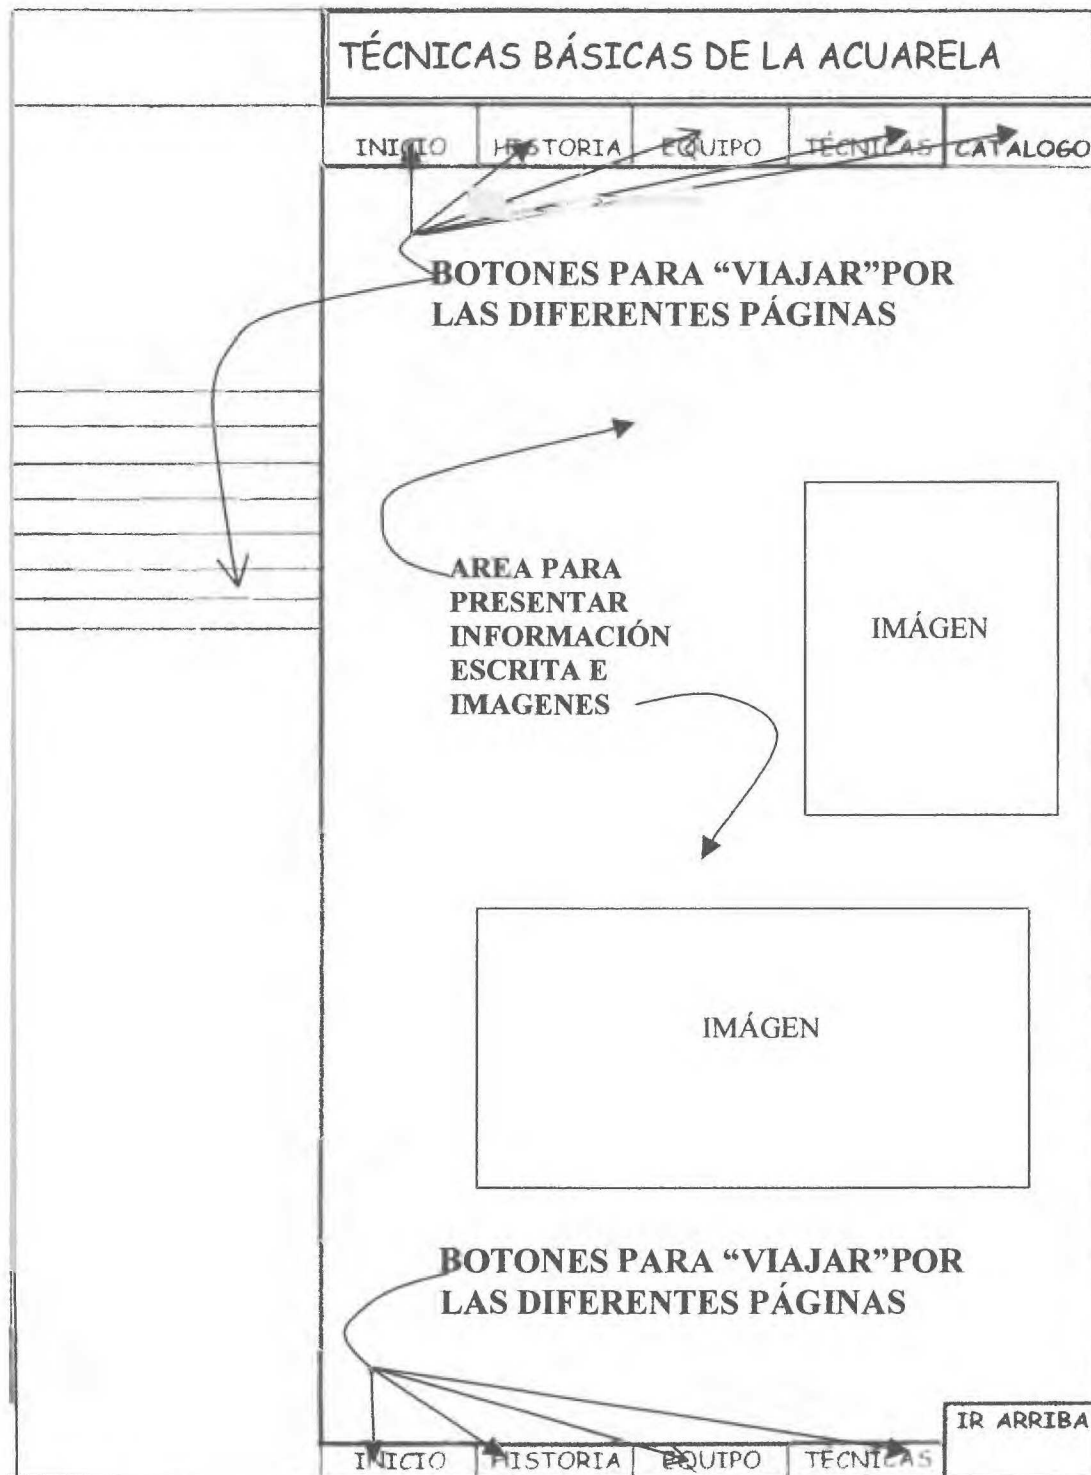 TÉCNICAS BÁSICAS DE LA ACUARELA
INICIO HISTORIA EQUIPO TÉCNICAS CATALOGO
BOTONES PARA “VIAJAR”POR
LAS DIFERENTES PÁGINAS
AREA PARA
PRESENTAR
INFORMACIÓN
ESCRITA E
IMAGENES
IMÁGEN
IMÁGEN
BOTONES PARA “VIAJAR”POR
LAS DIFERENTES PÁGINAS
IR ARRIBA
INICIO HISTORIA EQUIPO TÉCNICAS